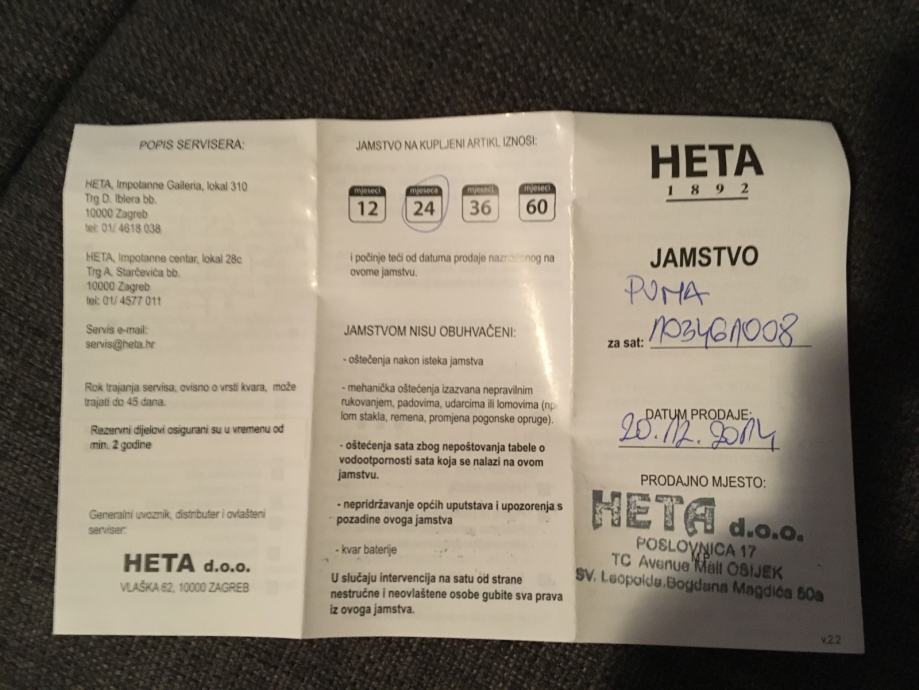 POPIS SERVISERA:
HETA, Impotanne Galleria, lokal 310
Trg D. Iblera bb.
10000 Zagreb
tel: 01/ 4618 038
HETA, Impotanne centar, lokal 28c
Trg A. Starčevića bb.
10000 Zagreb
tel: 01/ 4577 011
Servis e-mail:
servis@heta.hr
Rok trajanja servisa, ovisno o vrsti kvara, može
trajati do 45 dana.
Rezervni dijelovi osigurani su u vremenu od
min. 2 godine
Generalni uvoznik, distributer i ovlašteni
serviser:
HETA d.o.o.
VLAŠKA 62, 10000 ZAGREB
JAMSTVO NA KUPLJENI ARTIKL IZNOSI:
mjeseci mjeseca mjeseci mjeseci
12 24 36 60
i počinje teći od datuma prodaje naznačenog na
ovome jamstvu.
JAMSTVOM NISU OBUHVAČENI:
- oštećenja nakon isteka jamstva
- mehanička oštećenja izazvana nepravilnim
rukovanjem, padovima, udarcima ili lomovima (np
lom stakla, remena, promjena pogonske opruge).
- oštećenja sata zbog nepoštovanja tabele o
vodootpornosti sata koja se nalazi na ovom
jamstvu.
- nepridržavanje općih uputstava i upozorenja s
pozadine ovoga jamstva
- kvar baterije
U slučaju intervencija na satu od strane
nestručne i neovlaštene osobe gubite sva prava
iz ovoga jamstva.
HETA
1892
JAMSTVO
PUMA
za sat: 103461008
DATUM PRODAJE:
20.12.2014
PRODAJNO MJESTO:
HETA d.o.o.
POSLOVNICA 17
M.P.
TC Avenue Mall OSIJEK
SV. Leopolda Bogdana Magdića 50a
v.2.2